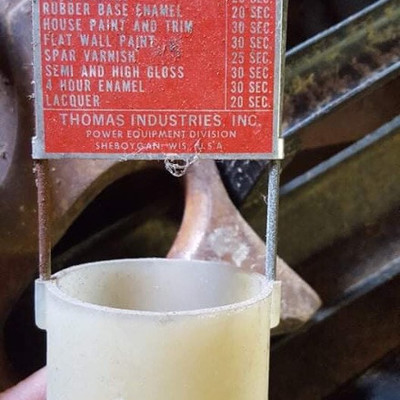 RUBBER BASE ENAMEL 20 SEC.
HOUSE PAINT AND TRIM 30 SEC.
FLAT WALL PAINT 30 SEC.
SPAR VARNISH 25 SEC.
SEMI AND HIGH GLOSS 30 SEC.
4 HOUR ENAMEL 30 SEC.
LACQUER 20 SEC.
THOMAS INDUSTRIES, INC.
POWER EQUIPMENT DIVISION
SHEBOYGAN, WIS., U.S.A.